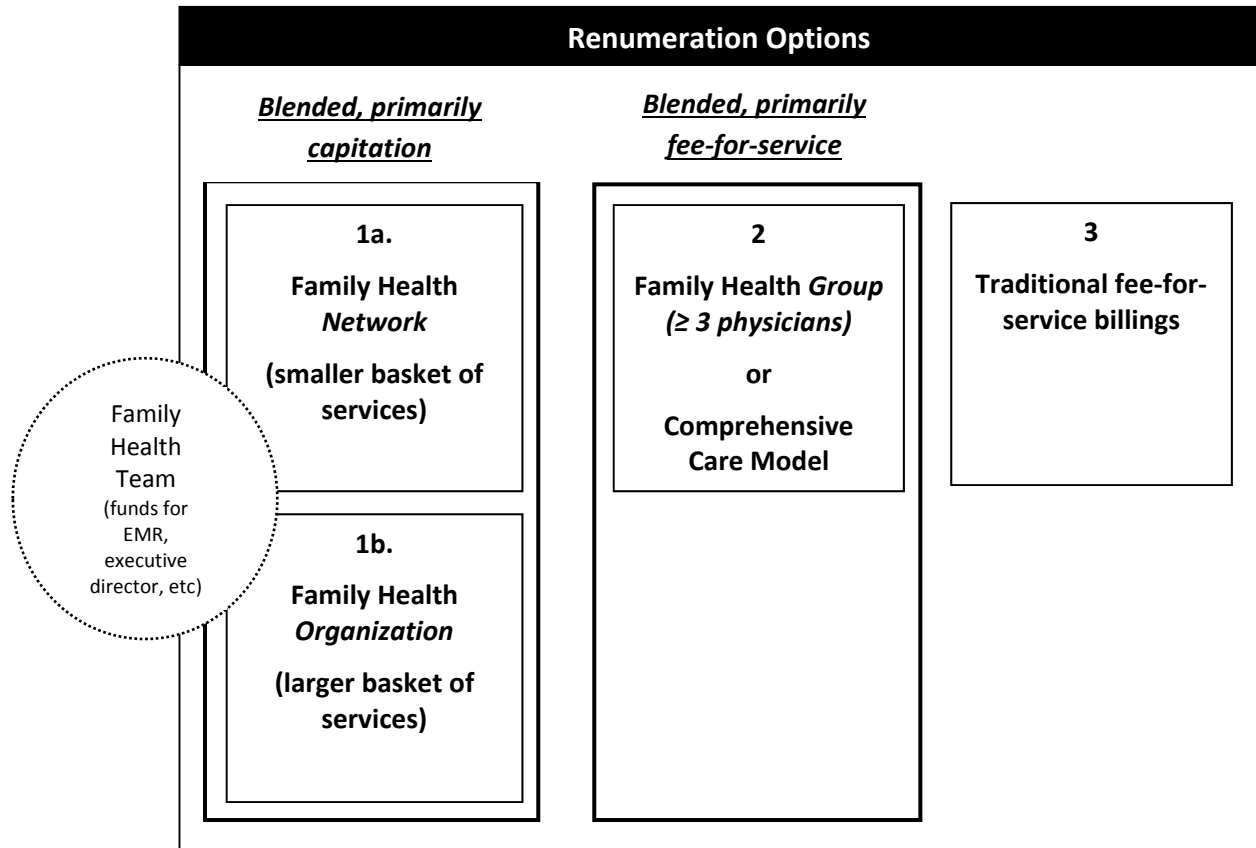 Renumeration Options
Blended, primarily
capitation
Blended, primarily
fee-for-service
1a.
Family Health
Network
(smaller basket of
services)
2
Family Health Group
(≥ 3 physicians)
or
Comprehensive
Care Model
3
Traditional fee-for-
service billings
Family
Health
Team
(funds for
EMR,
executive
director, etc)
1b.
Family Health
Organization
(larger basket of
services)